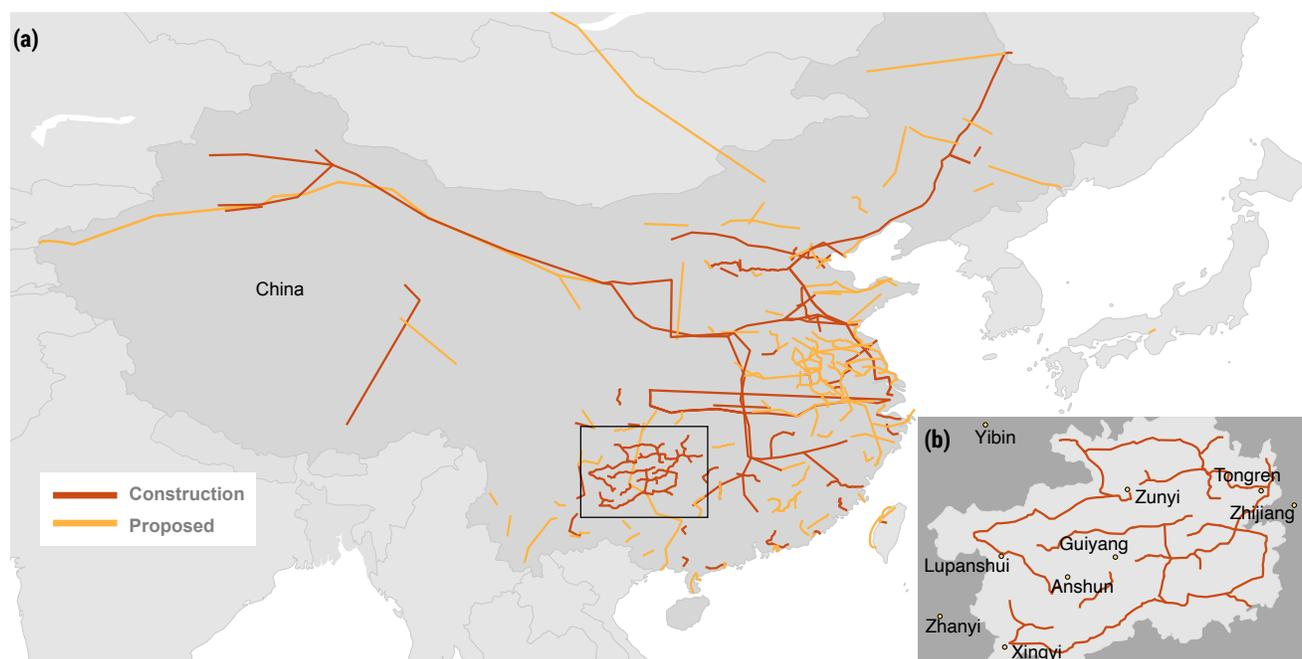 (a)
China
Construction
Proposed
(b)
Yibin
Tongren
Zunyi
Zhijiang
Guiyang
Lupanshui
Anshun
Zhanyi
Xingyi